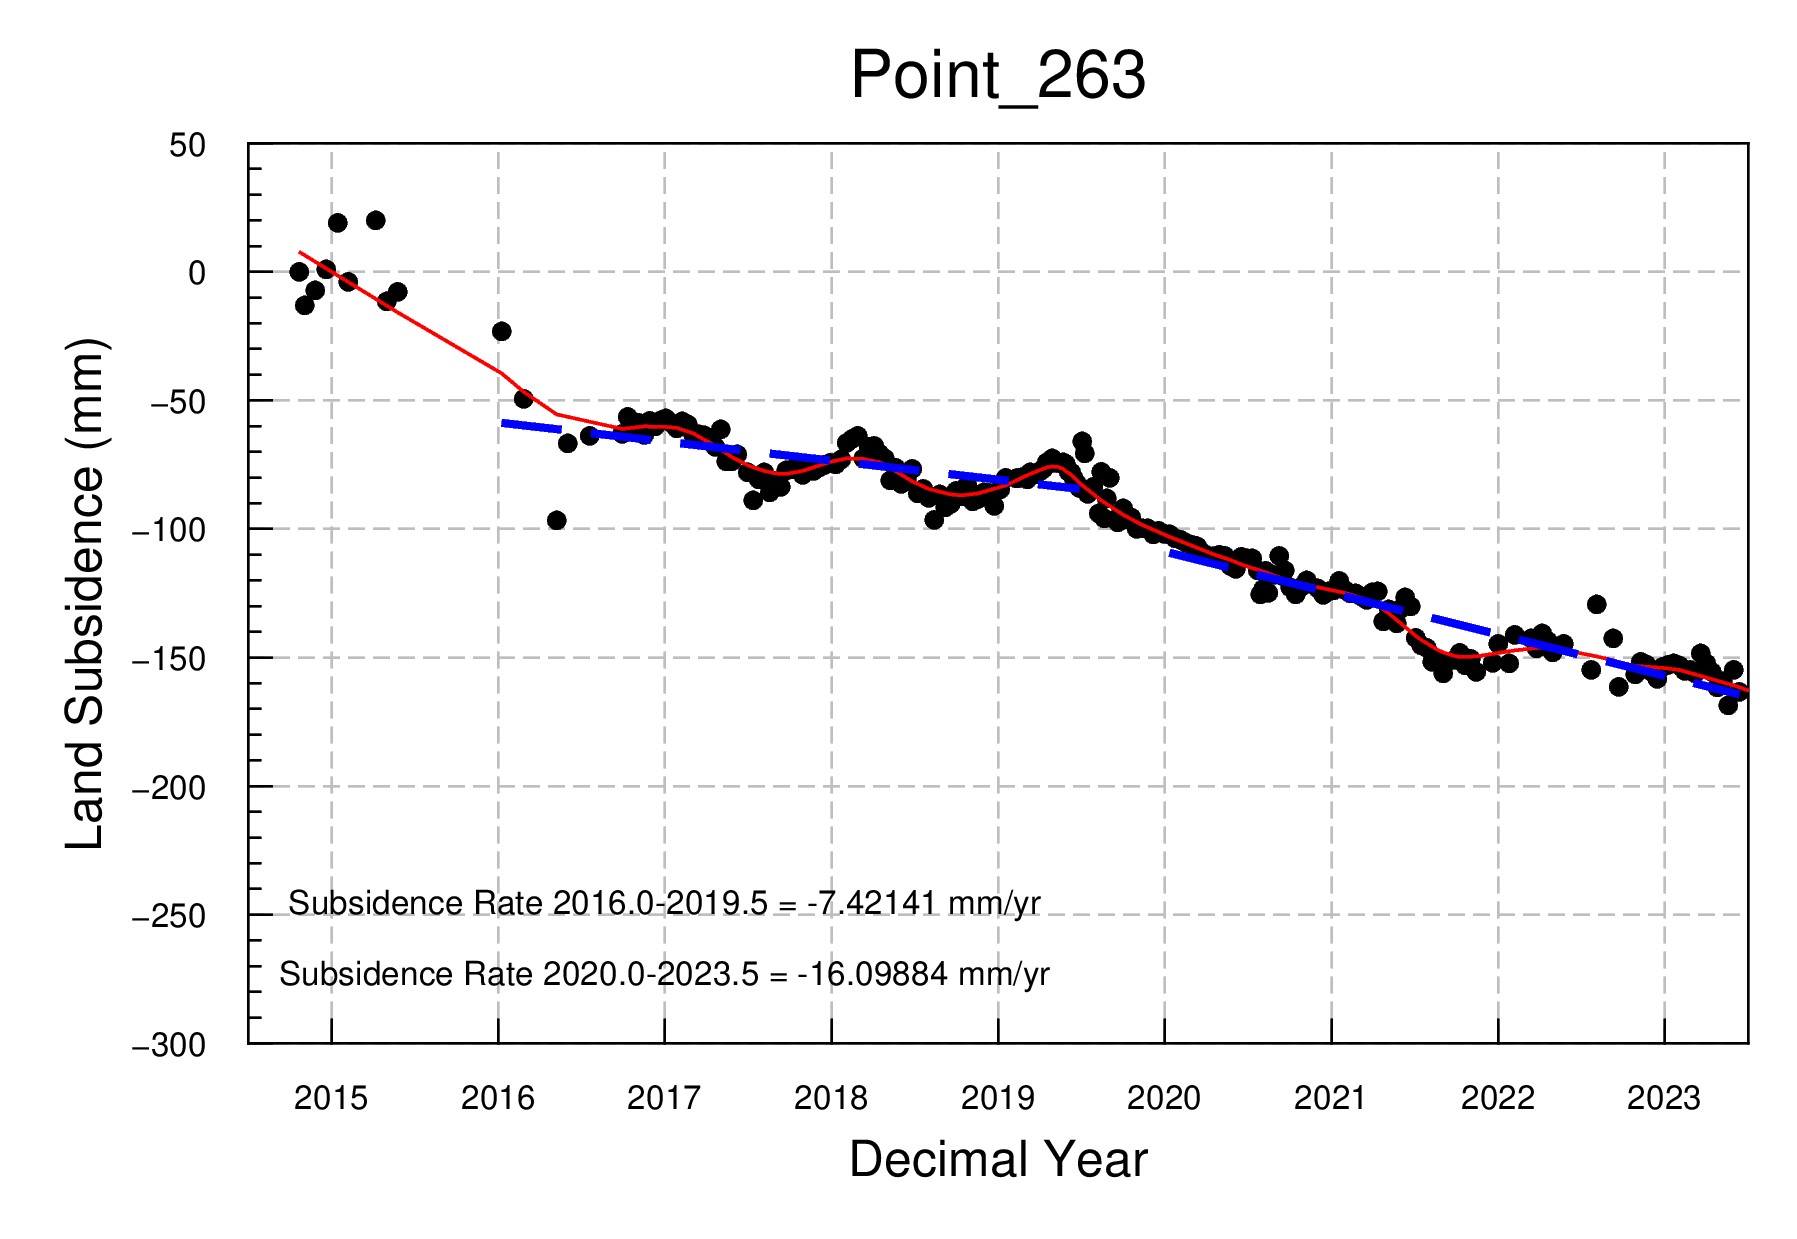 Point_263
Land Subsidence (mm)
50
0
−50
−100
−150
−200
−250
−300
Subsidence Rate 2016.0-2019.5 = -7.42141 mm/yr
Subsidence Rate 2020.0-2023.5 = -16.09884 mm/yr
2015 2016 2017 2018 2019 2020 2021 2022 2023
Decimal Year